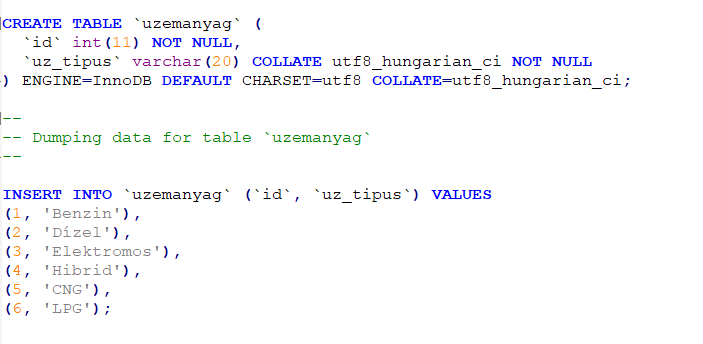 CREATE TABLE `uzemanyag` (
  `id` int(11) NOT NULL,
  `uz_tipus` varchar(20) COLLATE utf8_hungarian_ci NOT NULL
) ENGINE=InnoDB DEFAULT CHARSET=utf8 COLLATE=utf8_hungarian_ci;
--
-- Dumping data for table `uzemanyag`
--
INSERT INTO `uzemanyag` (`id`, `uz_tipus`) VALUES
(1, 'Benzin'),
(2, 'Dízel'),
(3, 'Elektromos'),
(4, 'Hibrid'),
(5, 'CNG'),
(6, 'LPG');